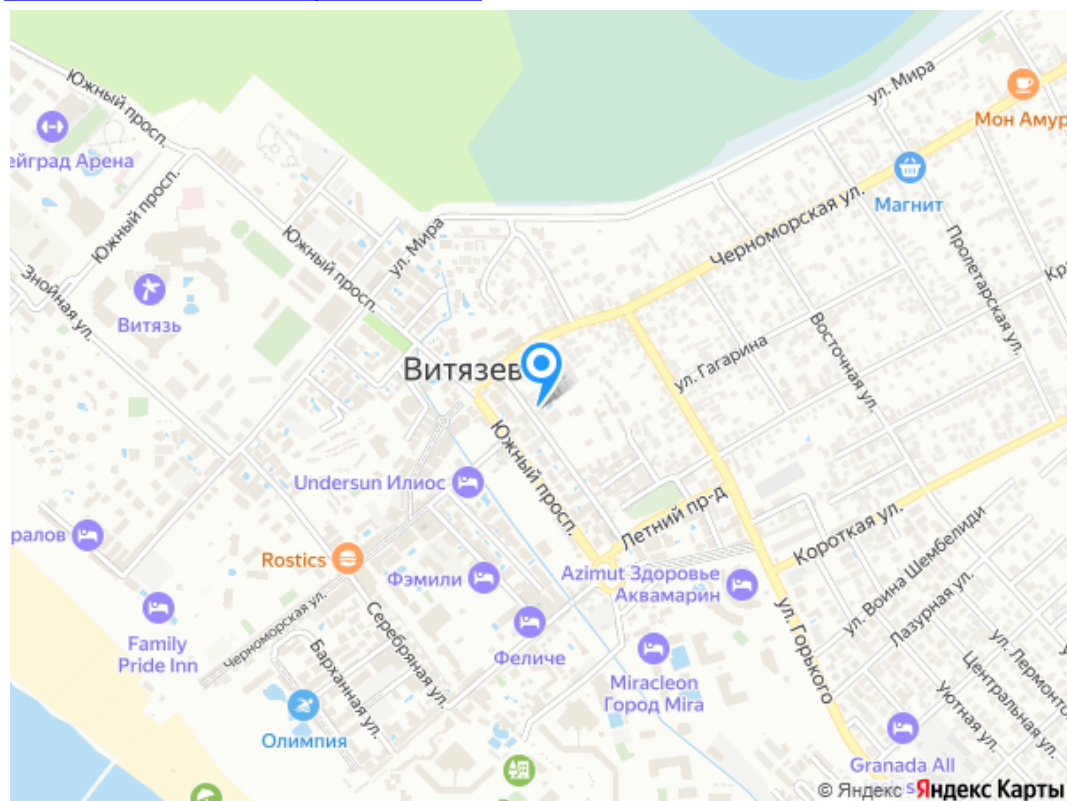 Южный просп.
ул. Мира
Мон Амур
ейград Арена
Магнит
Черноморская ул.
Южный просп.
Южный просп.
ул. Мира
Пролетарская ул.
Знойная ул.
Витязь
Восточная ул.
ул. Гагарина
Витязев
Южный просп.
Undersun Илиос
Летний пр-д
Короткая ул.
ул. Воина Шембелиди
ралов
Rostics
Фэмили
Azimut Здоровье
Аквамарин
Лазурная ул.
Family
Pride Inn
Черноморская ул.
Серебряная ул.
Феличе
ул. Горького
Барханная ул.
Miracleon
Город Mira
Центральная ул.
Уютная ул.
Олимпия
Granada All
© Яндекс
Яндекс Карты